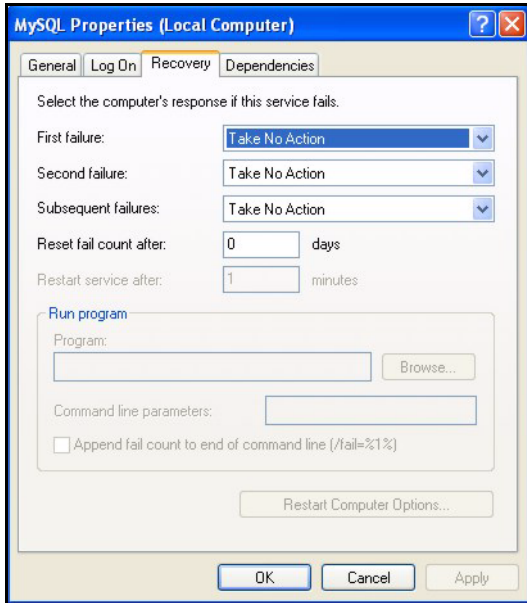 MySQL Properties (Local Computer)
General Log On Recovery Dependencies
Select the computer's response if this service fails.
First failure: Take No Action
Second failure: Take No Action
Subsequent failures: Take No Action
Reset fail count after: 0 days
Restart service after: 1 minutes
Run program
Program:
Browse...
Command line parameters:
Append fail count to end of command line (/fail=%1%)
Restart Computer Options...
OK Cancel Apply